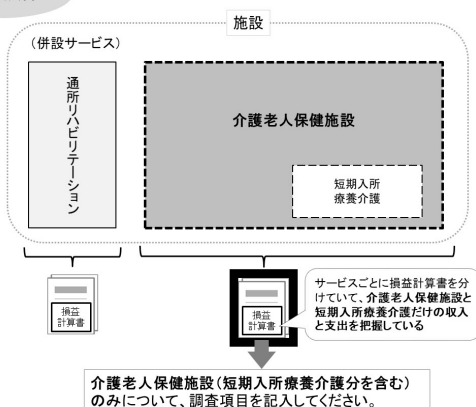 施設
（併設サービス）
通所リハビリテーション
介護老人保健施設
短期入所
療養介護
損益
計算書
損益
計算書
サービスごとに損益計算書を分
けていて、介護老人保健施設と
短期入所療養介護だけの収入
と支出を把握している
介護老人保健施設（短期入所療養介護分を含む）
のみについて、調査項目を記入してください。